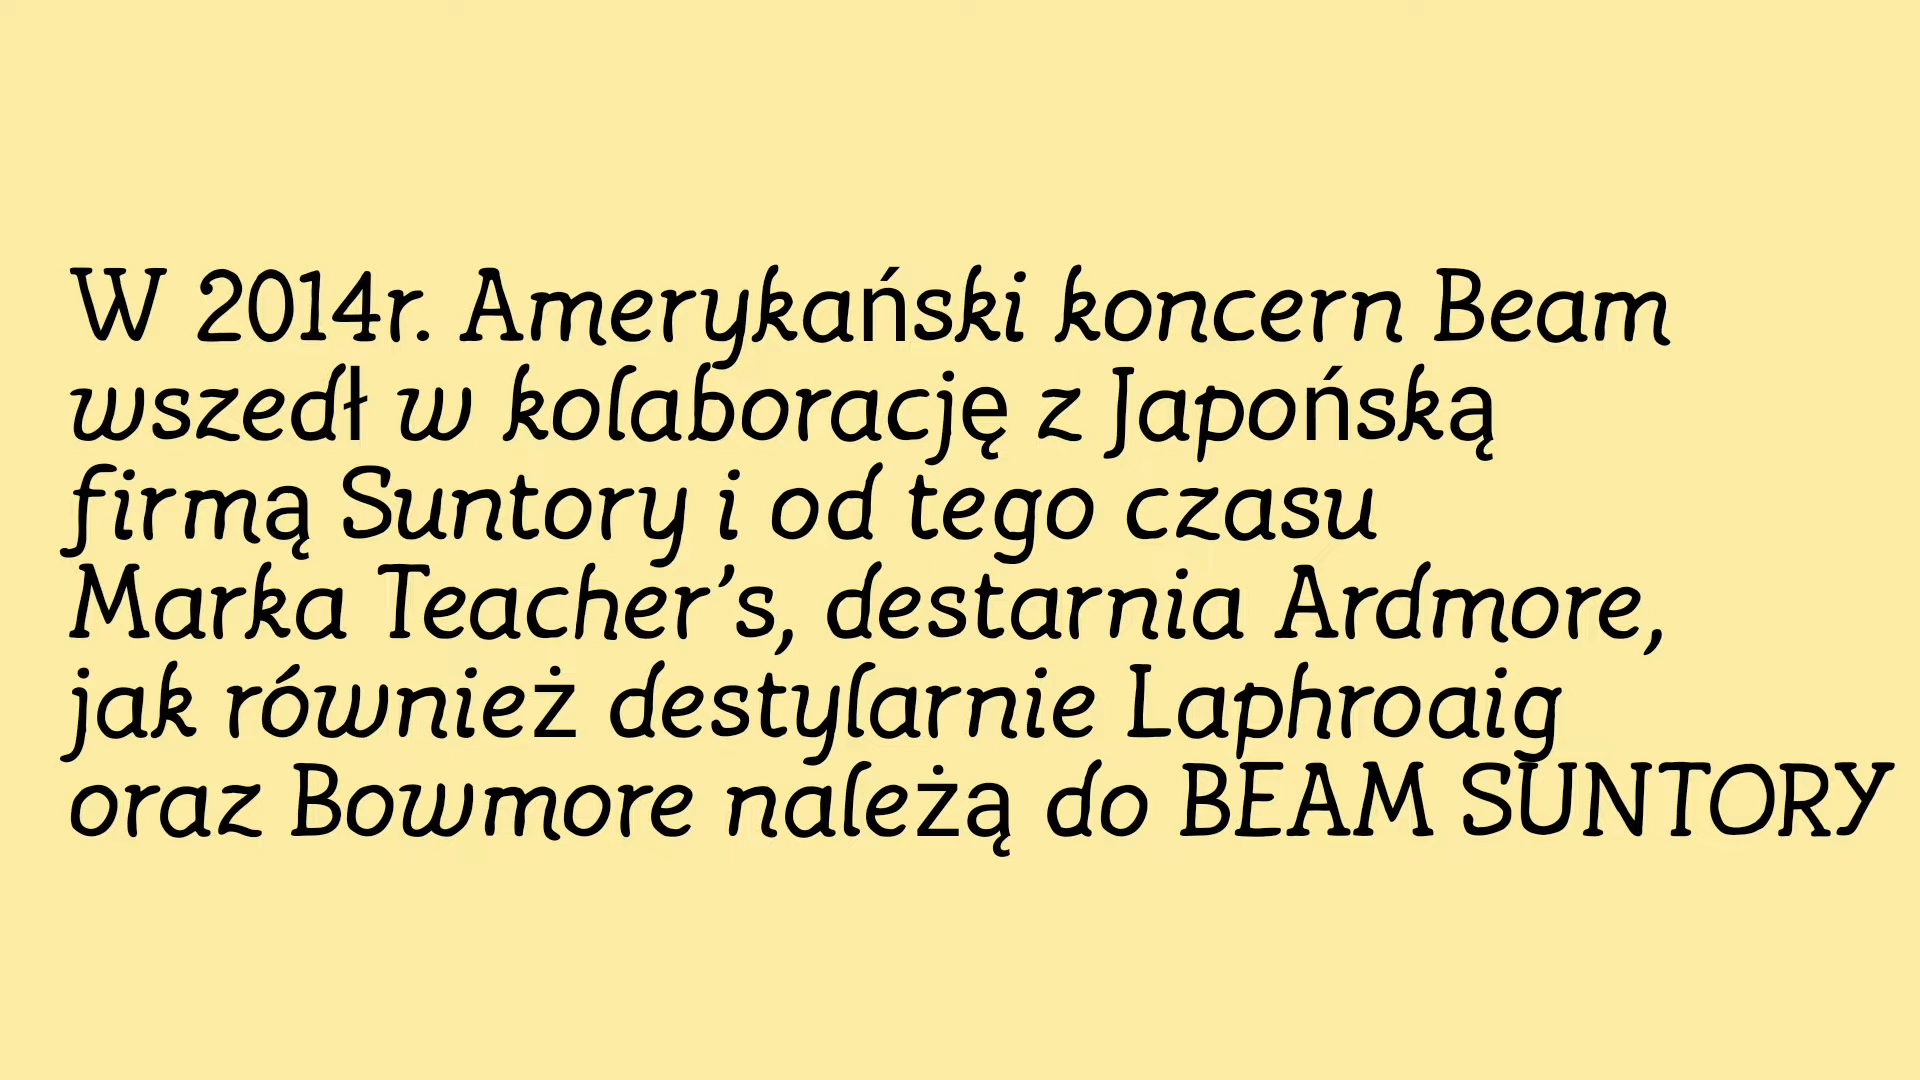 W 2014r. Amerykański koncern Beam
wszedł w kolaborację z Japońską
firmą Suntory i od tego czasu
Marka Teacher's, destarnia Ardmore,
jak również destylarnie Laphroaig
oraz Bowmore należą do BEAM SUNTORY